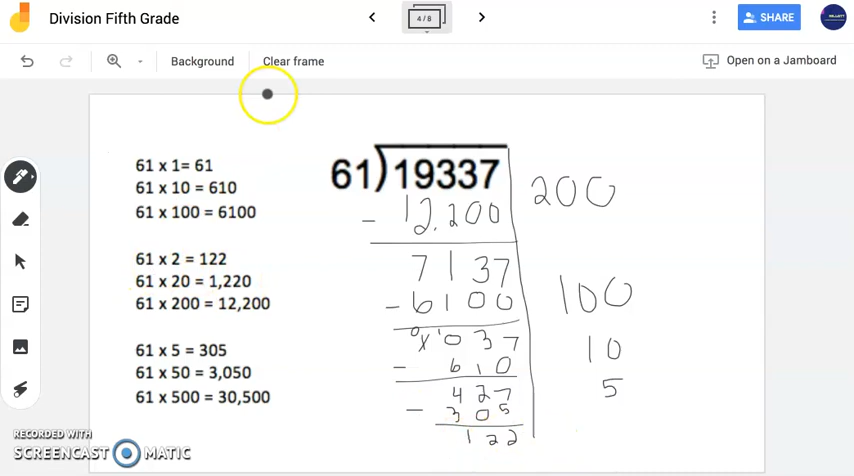 Division Fifth Grade
4 / 8
SHARE
Background
Clear frame
Open on a Jamboard
61 x 1= 61
61 x 10 = 610
61 x 100 = 6100
61 x 2 = 122
61 x 20 = 1,220
61 x 200 = 12,200
61 x 5 = 305
61 x 50 = 3,050
61 x 500 = 30,500
61)19337
- 12,200 200
7137
- 6100 100
1037
- 610 10
427
- 305 5
122
RECORDED WITH
SCREENCAST MATIC